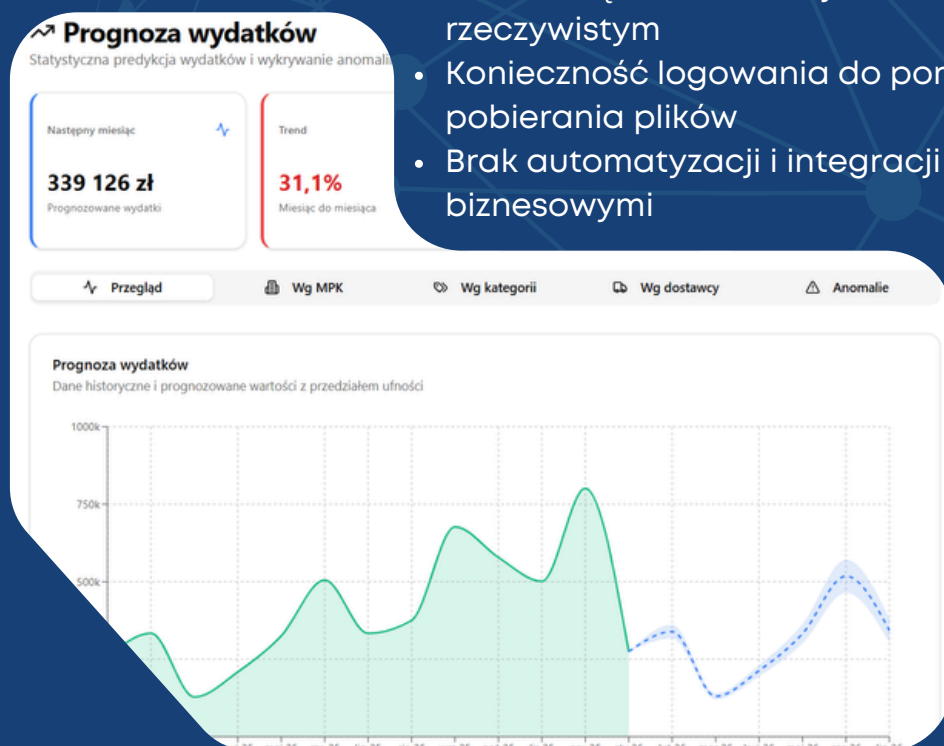 Prognoza wydatków
Statystyczna predykcja wydatków i wykrywanie
rzeczywistym
• Konieczność logowania do
pobierania plików
• Brak automatyzacji i integracji
biznesowymi
Następny miesiąc
339 126 zł
Prognozowane wydatki
Trend
31,1%
Miesiąc do miesiąca
Przegląd
Wg MPK
Wg kategorii
Wg dostawcy
Anomalie
Prognoza wydatków
Dane historyczne i prognozowane wartości z przedziałem ufności
1000k
750k
500k